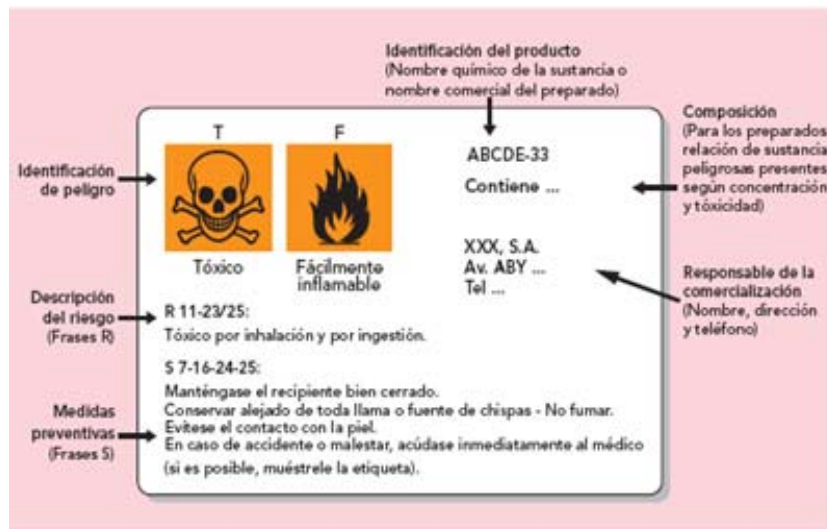 Identificación del producto
(Nombre químico de la sustancia o
nombre comercial del preparado)
Composición
(Para los preparados
relación de sustancia
peligrosas presentes
según concentración
y tóxicidad)
Identificación
de peligro
T
F
Tóxico
Fácilmente
inflamable
ABCDE-33
Contiene ...
XXX, S.A.
Av. ABY ...
Tel ...
Responsable de la
comercialización
(Nombre, dirección
y teléfono)
Descripción
del riesgo
(Frases R)
R 11-23/25:
Tóxico por inhalación y por ingestión.
S 7-16-24-25:
Manténgase el recipiente bien cerrado.
Conservar alejado de toda llama o fuente de chispas - No fumar.
Evítese el contacto con la piel.
En caso de accidente o malestar, acúdase inmediatamente al médico
(si es posible, muéstrele la etiqueta).
Medidas
preventivas
(Frases S)